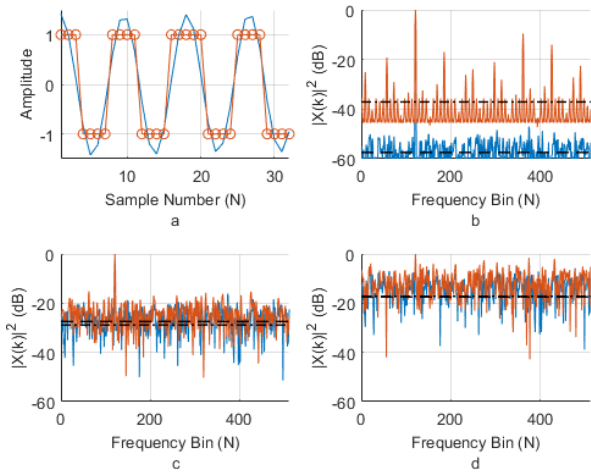 1
0
-1
Amplitude
10
20
30
Sample Number (N)
a
0
-20
-40
-60
|X(k)|² (dB)
0
200
400
Frequency Bin (N)
b
0
-20
-40
-60
|X(k)|² (dB)
0
200
400
Frequency Bin (N)
c
0
-20
-40
-60
|X(k)|² (dB)
0
200
400
Frequency Bin (N)
d